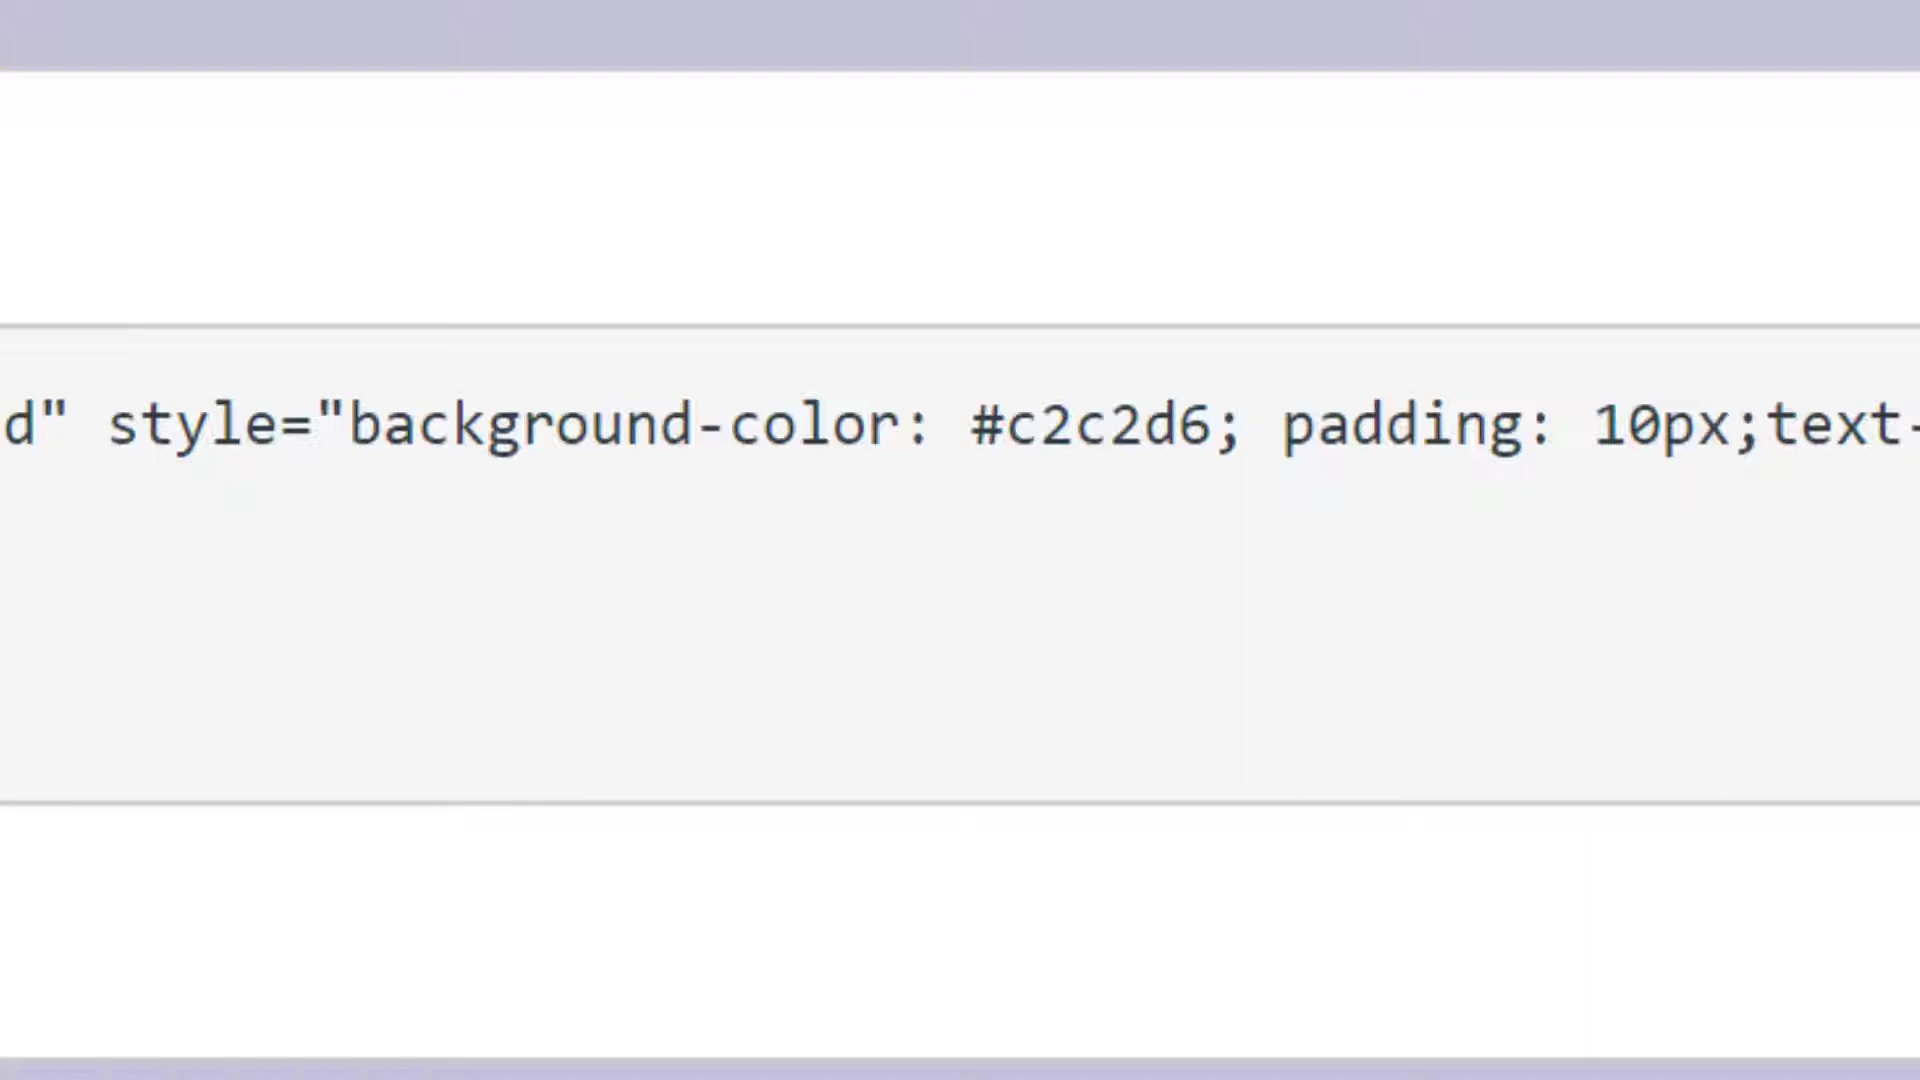 d" style="background-color: #c2c2d6; padding: 10px;text-